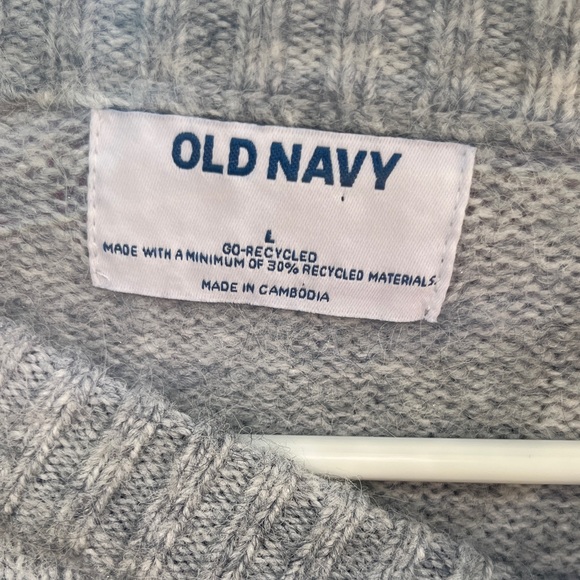 OLD NAVY
L
GO-RECYCLED
MADE WITH A MINIMUM OF 30% RECYCLED MATERIALS.
MADE IN CAMBODIA